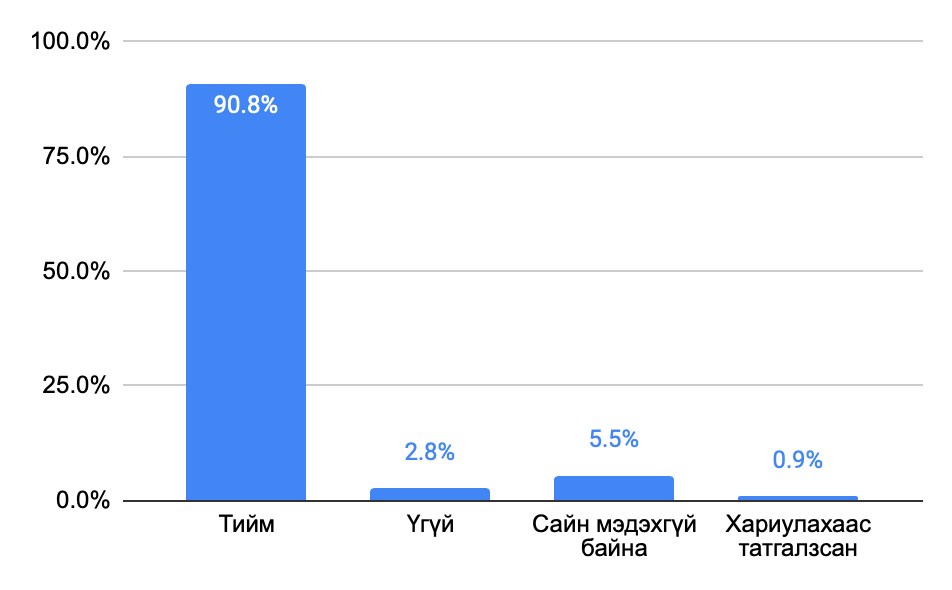 100.0%
90.8%
75.0%
50.0%
25.0%
5.5%
2.8%
0.9%
0.0%
Тийм
Үгүй
Сайн мэдэхгүй
байна
Хариулахаас
татгалзсан